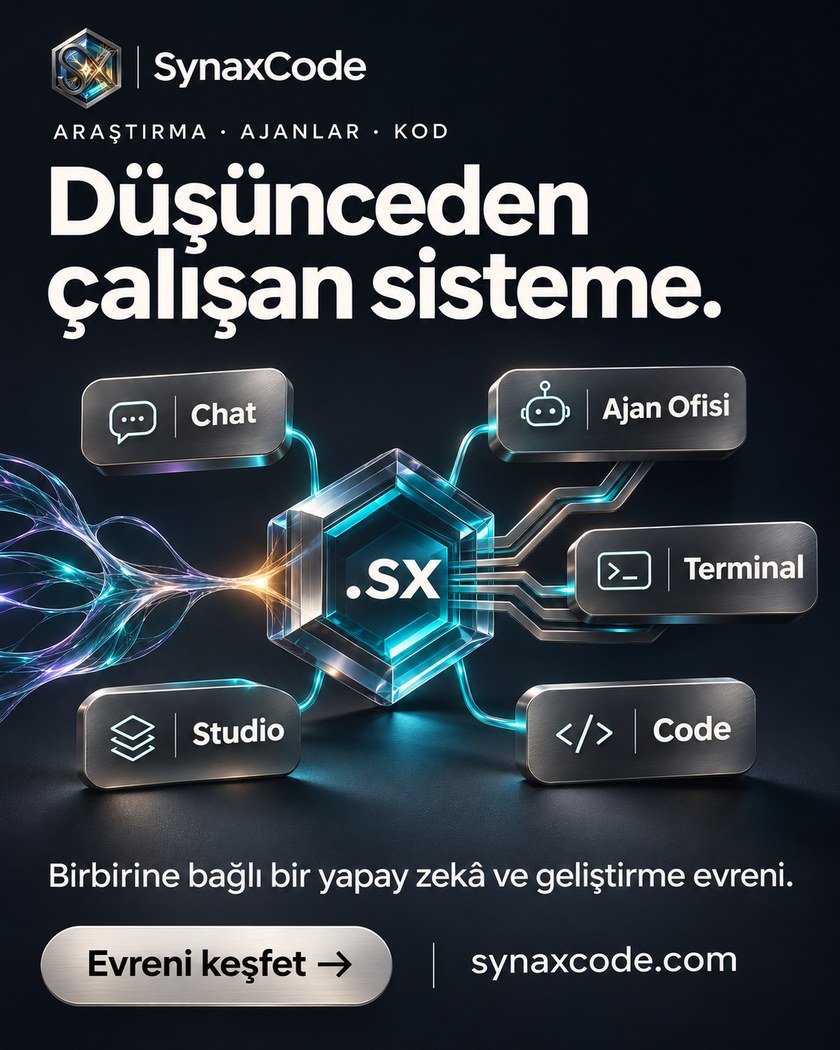 SX
SynaxCode
ARAŞTIRMA · AJANLAR · KOD
Düşünceden
çalışan sisteme.
Chat
Ajan Ofisi
.sx
Terminal
Studio
Code
Birbirine bağlı bir yapay zekâ ve geliştirme evreni.
Evreni keşfet →
synaxcode.com